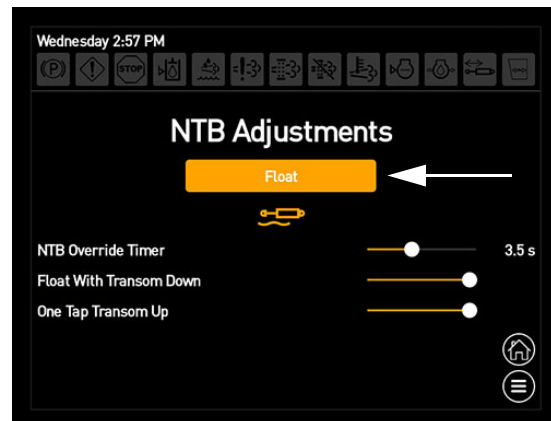 Wednesday 2:57 PM
STOP
NTB Adjustments
Float
NTB Override Timer 3.5 s
Float With Transom Down
One Tap Transom Up